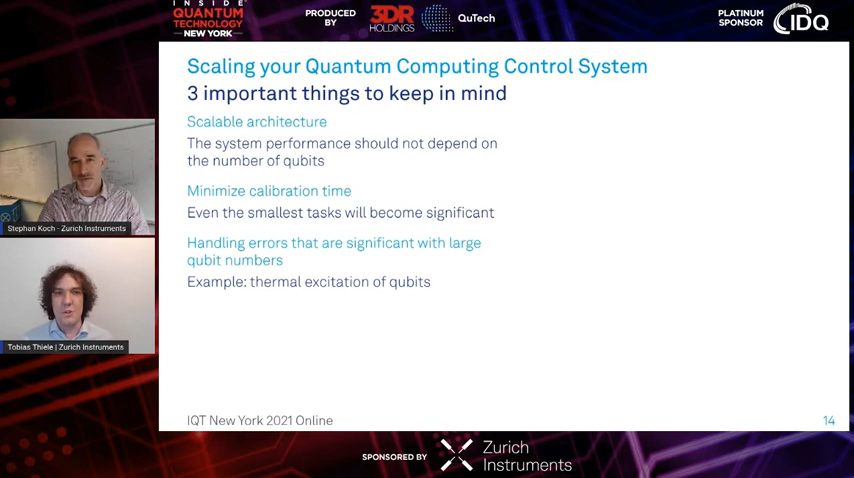 INSIDE
QUANTUM
TECHNOLOGY
NEW YORK
PRODUCED
BY
3DR
HOLDINGS
QuTech
PLATINUM
SPONSOR
IDQ
Scaling your Quantum Computing Control System
3 important things to keep in mind
Scalable architecture
The system performance should not depend on
the number of qubits
Minimize calibration time
Even the smallest tasks will become significant
Handling errors that are significant with large
qubit numbers
Example: thermal excitation of qubits
Stephan Koch - Zurich Instruments
Tobias Thiele | Zurich Instruments
IQT New York 2021 Online
14
SPONSORED BY
Zurich
Instruments